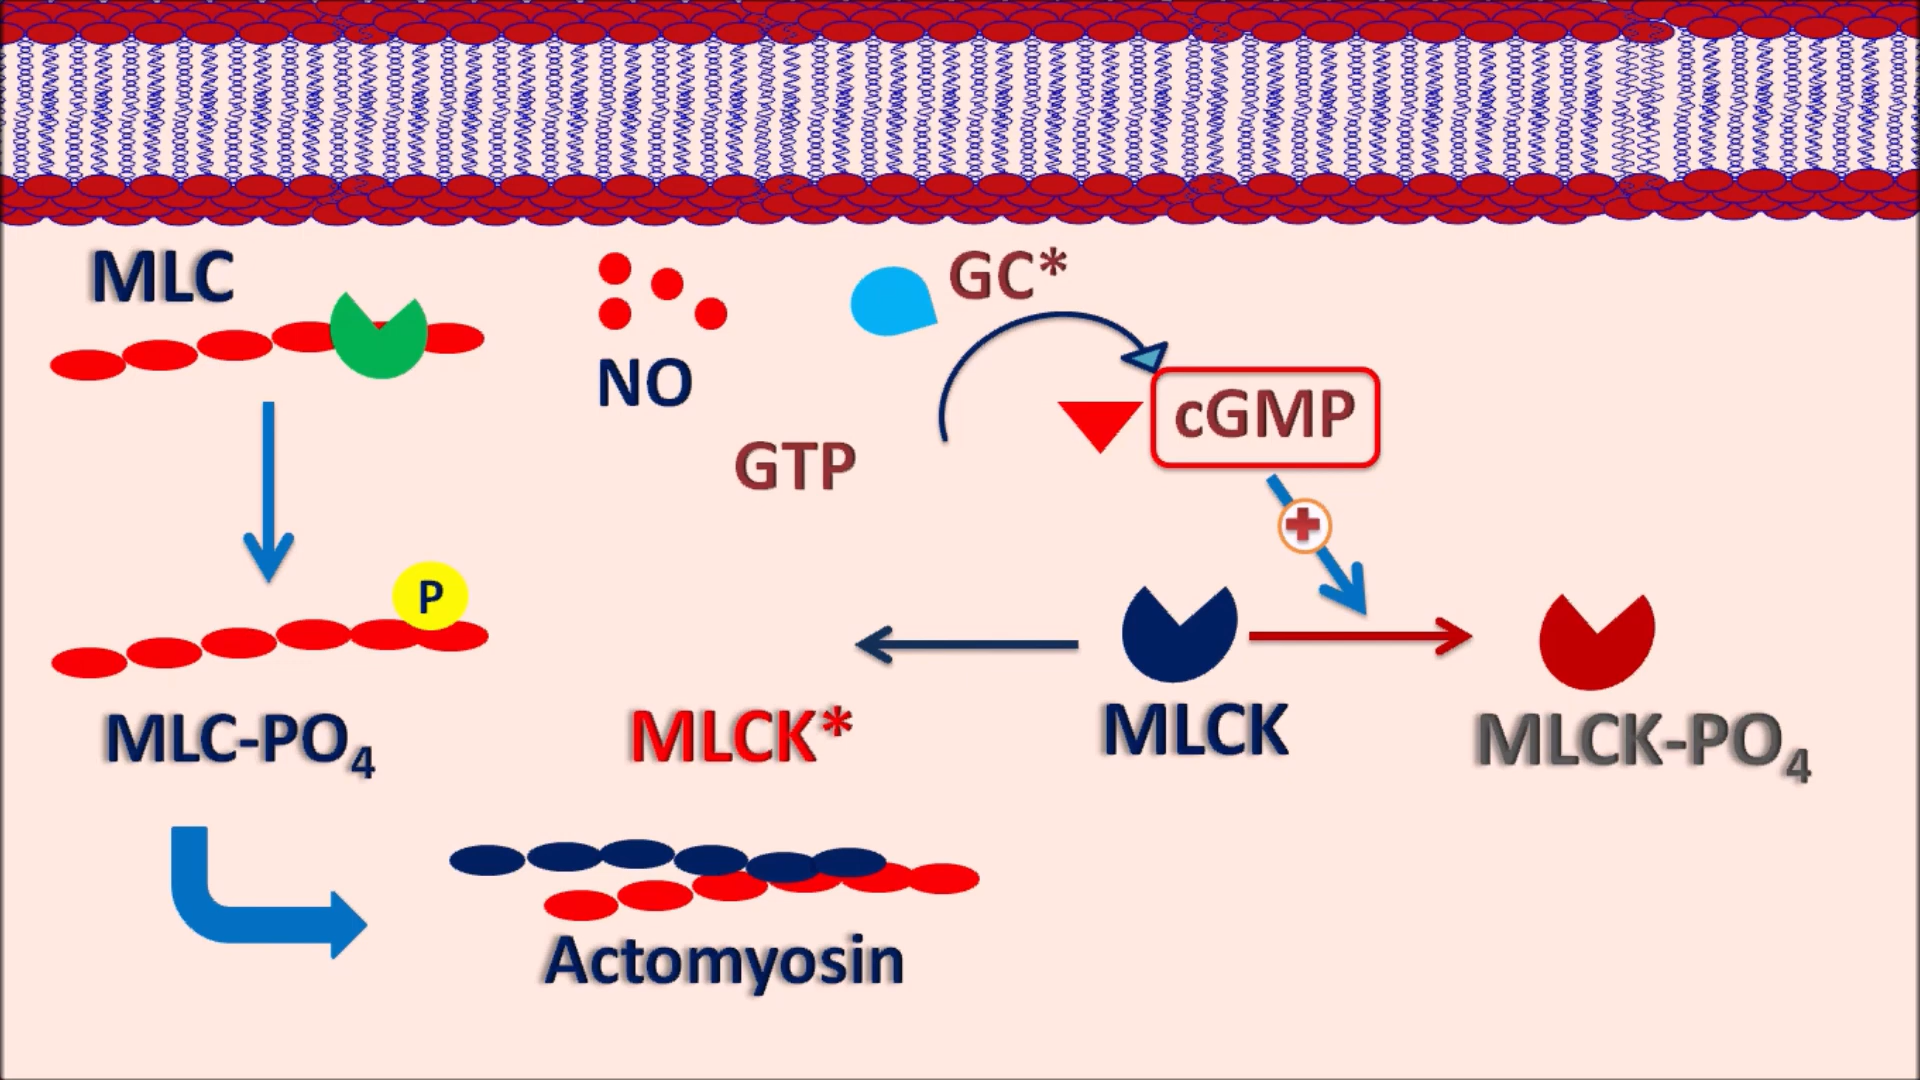 MLC
NO
GC*
GTP
cGMP
P
MLC-PO₄
MLCK*
MLCK
MLCK-PO₄
Actomyosin